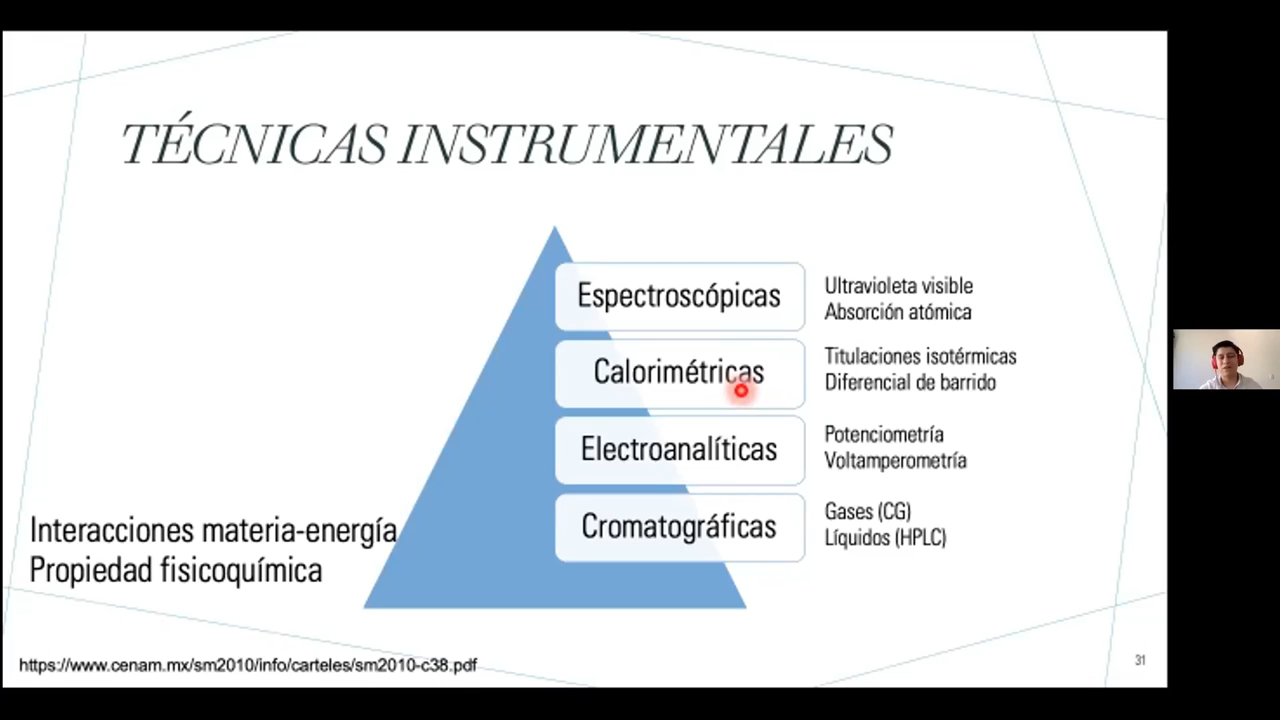 TÉCNICAS INSTRUMENTALES
Espectroscópicas
Ultravioleta visible
Absorción atómica
Calorimétricas
Titulaciones isotérmicas
Diferencial de barrido
Electroanalíticas
Potenciometría
Voltamperometría
Cromatográficas
Gases (CG)
Líquidos (HPLC)
Interacciones materia-energía
Propiedad fisicoquímica
https://www.cenam.mx/sm2010/info/carteles/sm2010-c38.pdf
31